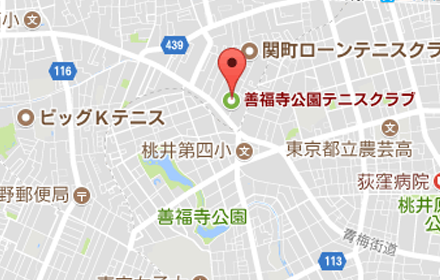 小
439
関町ローンテニスクラ
116
善福寺公園テニスクラブ
ビッグKテニス
桃井第四小
東京都立農芸高
荻窪病院
野郵便局
桃井原
公
善福寺公園
青梅街道
113